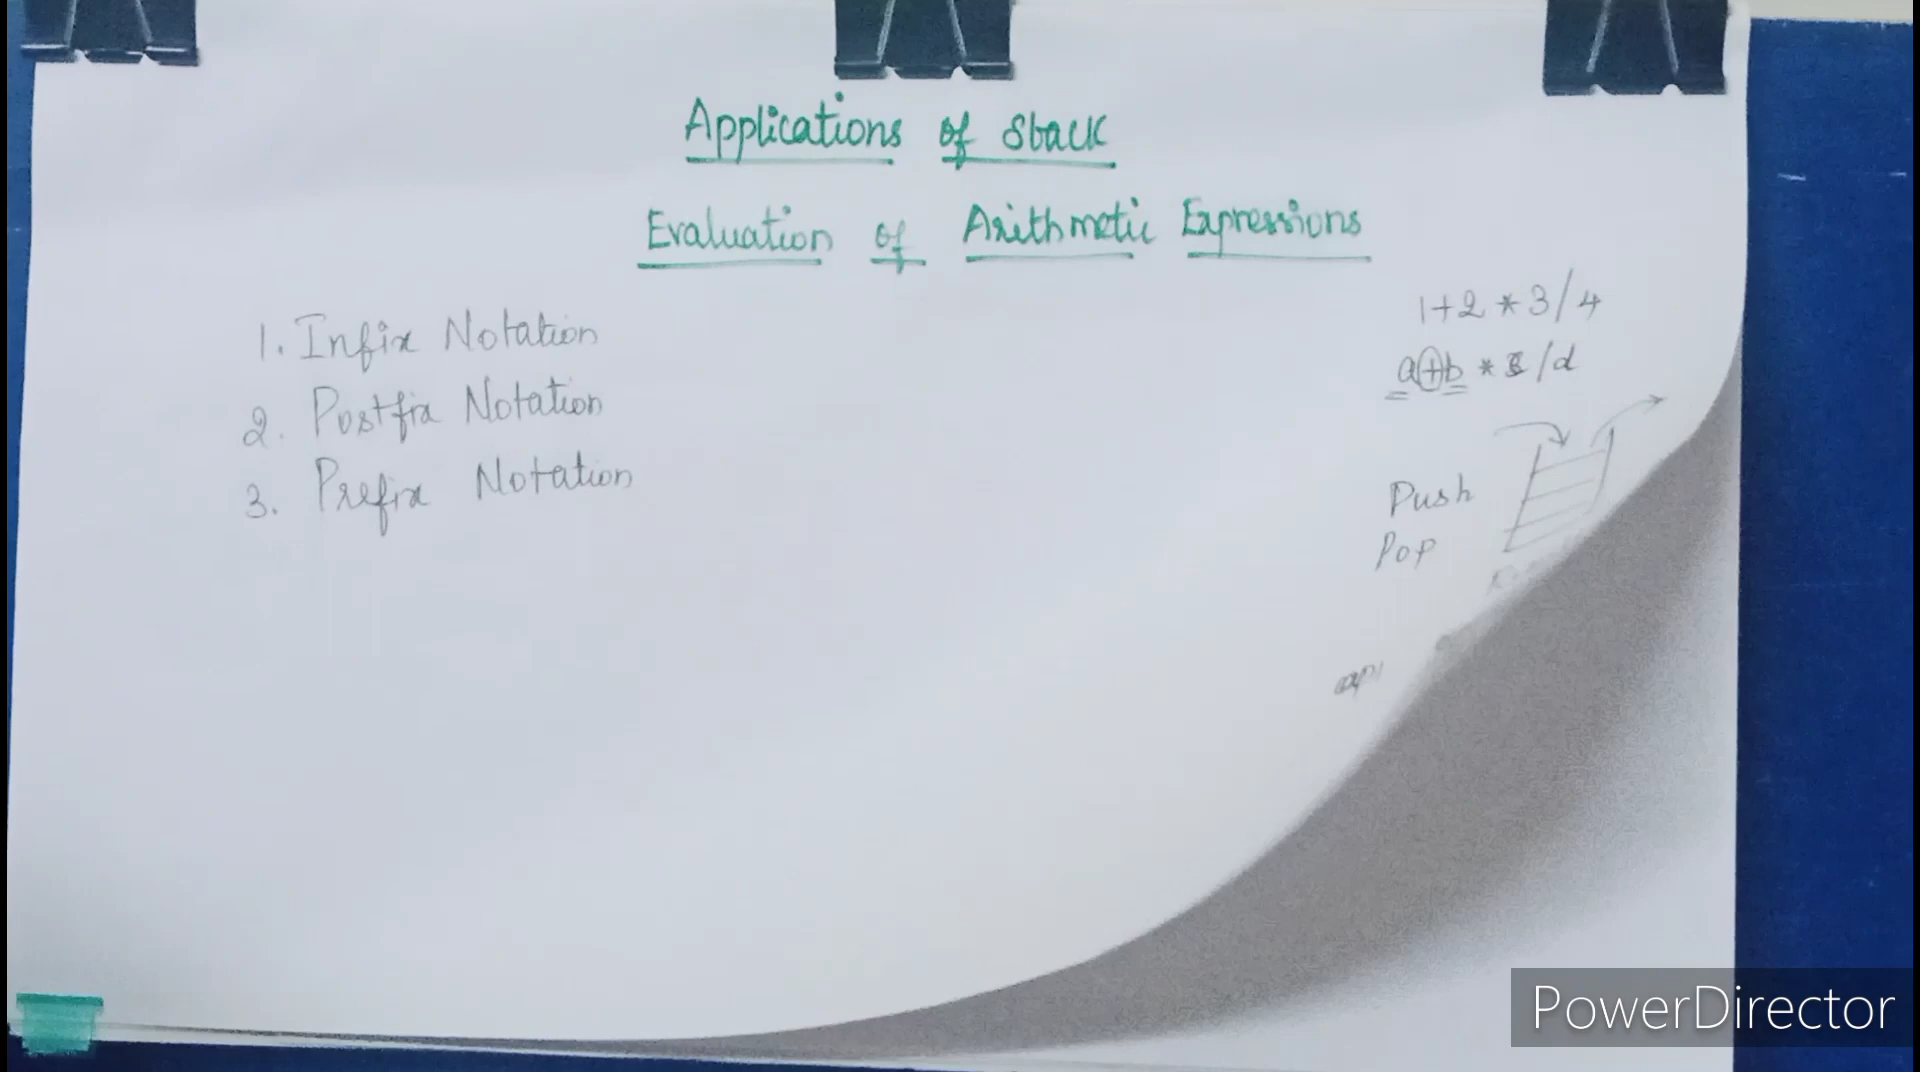 Applications of Stack
Evaluation of Arithmetic Expressions
1. Infix Notation
2. Postfix Notation
3. Prefix Notation
1+2*3/4
a+b* /d
Push
Pop
PowerDirector